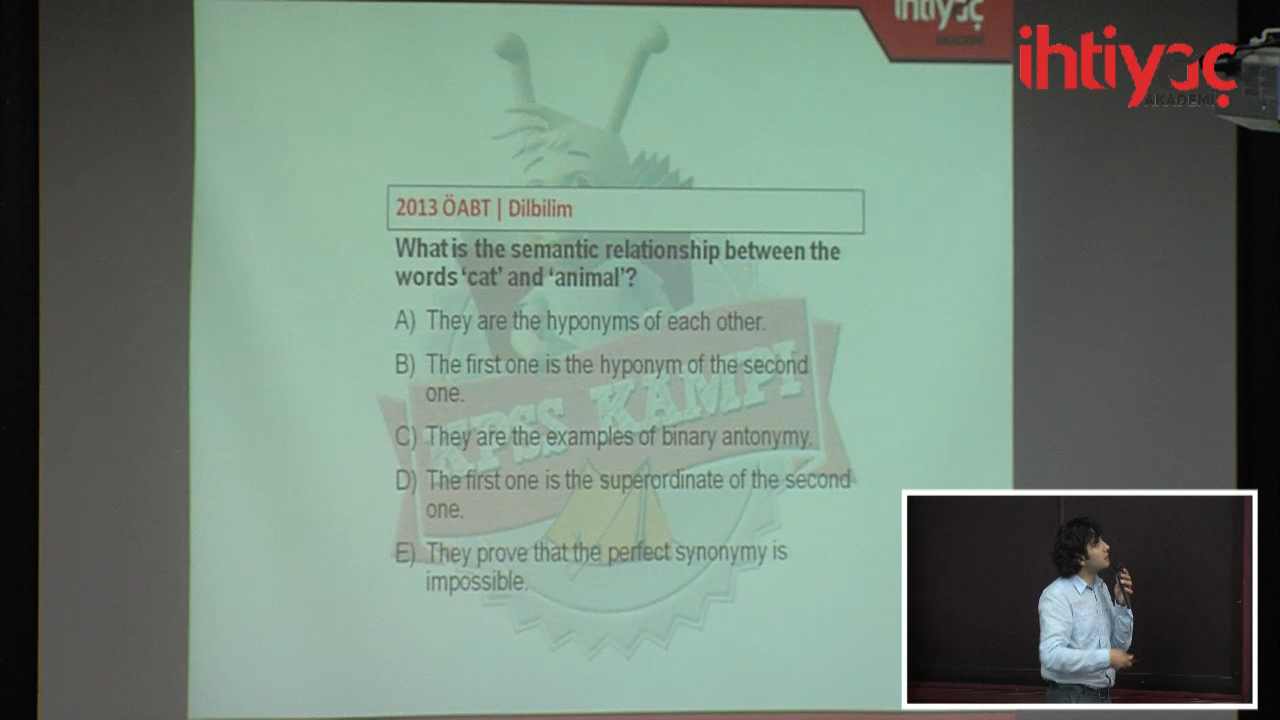 ihtiyaç
AKADEMİ
ihtiyaç
AKADEMİ
2013 ÖABT | Dilbilim
What is the semantic relationship between the
words ‘cat’ and ‘animal’?
A) They are the hyponyms of each other.
B) The first one is the hyponym of the second
one.
C) They are the examples of binary antonymy.
D) The first one is the superordinate of the second
one.
E) They prove that the perfect synonymy is
impossible.
KPSS KAMPI